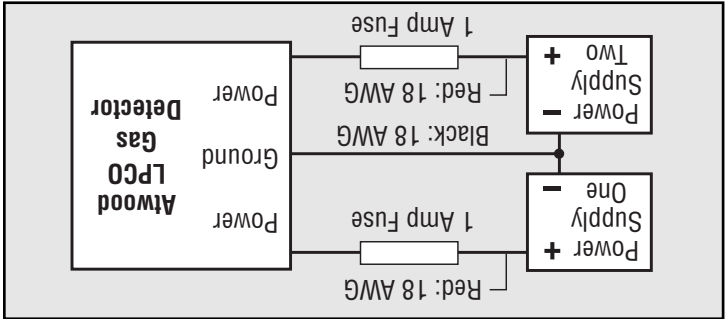 Red: 18 AWG
Power +
Supply
One −
1 Amp Fuse
Power
Atwood
LPCO
Gas
Detector
Ground
Black: 18 AWG
Power −
Supply
Two +
Red: 18 AWG
Power
1 Amp Fuse